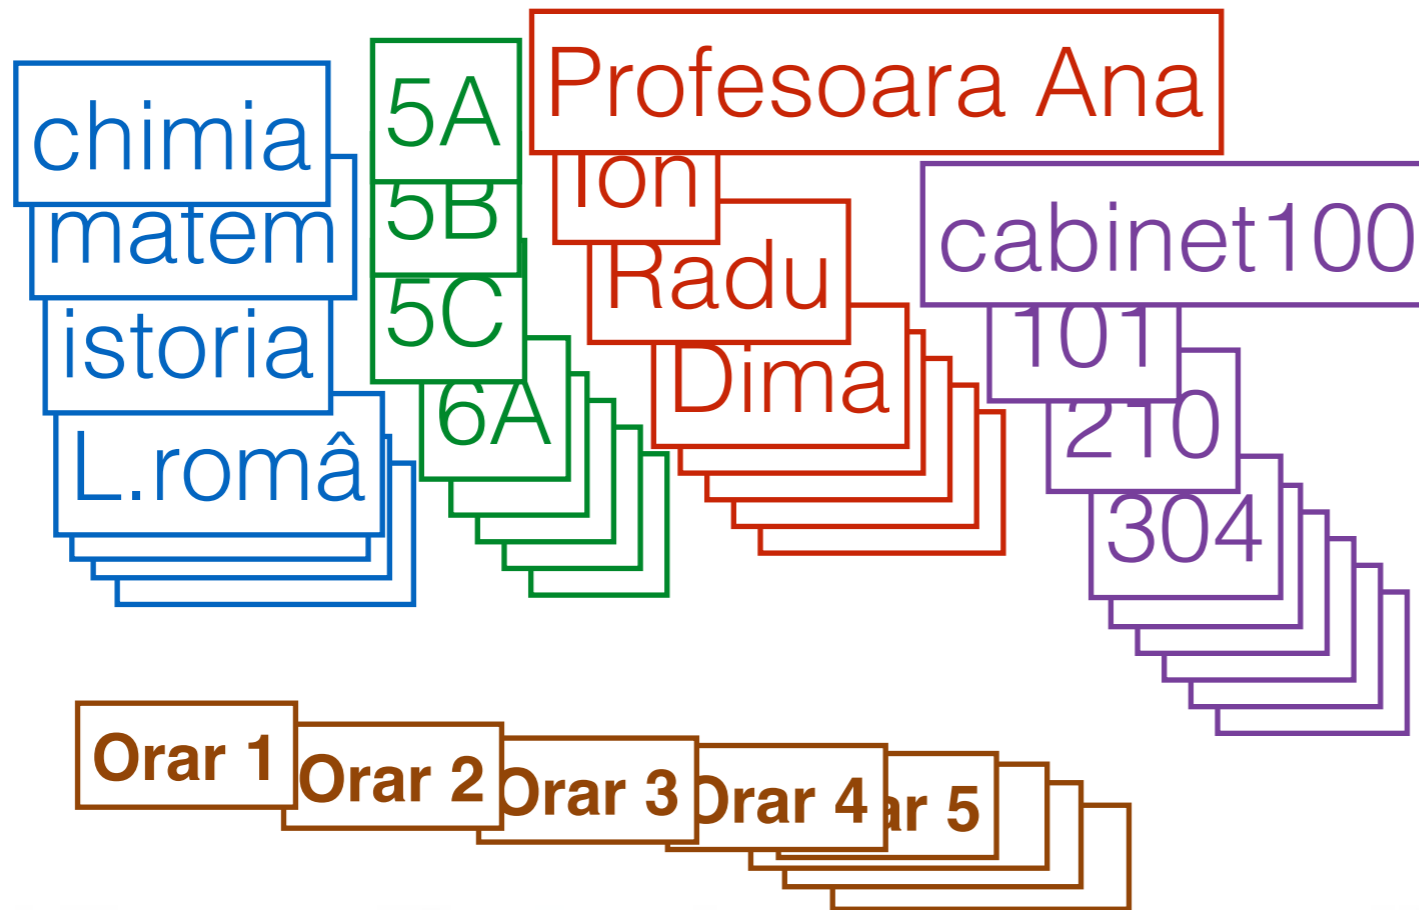 chimia
matem
istoria
L.româ
5A
5B
5C
6A
Profesoara Ana
Ion
Radu
Dima
cabinet100
101
210
304
Orar 1
Orar 2
Orar 3
Orar 4
ar 5